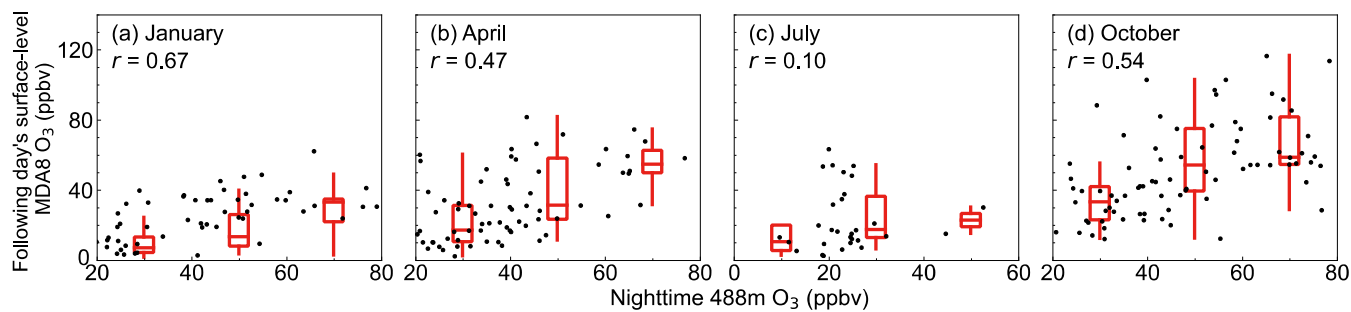 Following day's surface-level
MDA8 O₃ (ppbv)
120
80
40
0
(a) January
r = 0.67
20 40 60 80
(b) April
r = 0.47
20 40 60 80
(c) July
r = 0.10
0 20 40 60
(d) October
r = 0.54
20 40 60 80
Nighttime 488m O₃ (ppbv)